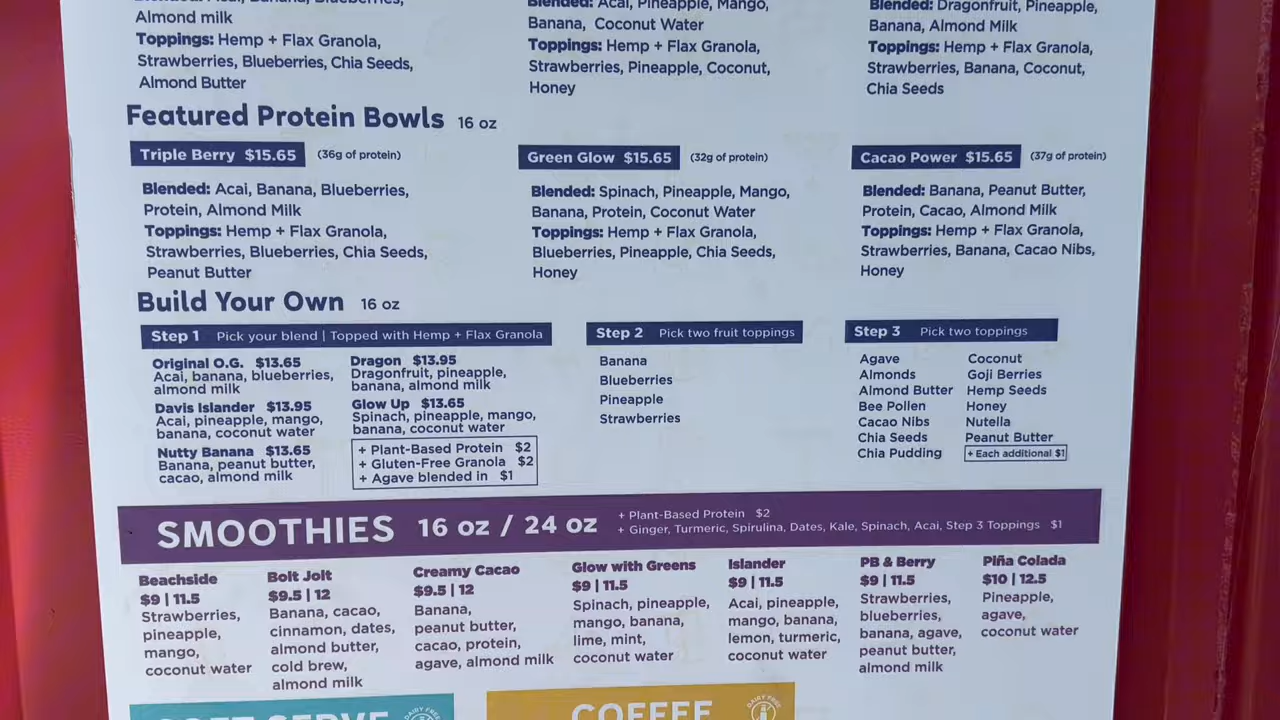 Blended: Acai, Banana, Blueberries,
Almond milk
Toppings: Hemp + Flax Granola,
Strawberries, Blueberries, Chia Seeds,
Almond Butter
Blended: Acai, Pineapple, Mango,
Banana, Coconut Water
Toppings: Hemp + Flax Granola,
Strawberries, Pineapple, Coconut,
Honey
Blended: Dragonfruit, Pineapple,
Banana, Almond Milk
Toppings: Hemp + Flax Granola,
Strawberries, Banana, Coconut,
Chia Seeds
Featured Protein Bowls 16 oz
Triple Berry $15.65 (36g of protein)
Blended: Acai, Banana, Blueberries,
Protein, Almond Milk
Toppings: Hemp + Flax Granola,
Strawberries, Blueberries, Chia Seeds,
Peanut Butter
Green Glow $15.65 (32g of protein)
Blended: Spinach, Pineapple, Mango,
Banana, Protein, Coconut Water
Toppings: Hemp + Flax Granola,
Blueberries, Pineapple, Chia Seeds,
Honey
Cacao Power $15.65 (37g of protein)
Blended: Banana, Peanut Butter,
Protein, Cacao, Almond Milk
Toppings: Hemp + Flax Granola,
Strawberries, Banana, Cacao Nibs,
Honey
Build Your Own 16 oz
Step 1 Pick your blend | Topped with Hemp + Flax Granola
Original O.G. $13.65
Acai, banana, blueberries,
almond milk
Davis Islander $13.95
Acai, pineapple, mango,
banana, coconut water
Nutty Banana $13.65
Banana, peanut butter,
cacao, almond milk
Dragon $13.95
Dragonfruit, pineapple,
banana, almond milk
Glow Up $13.65
Spinach, pineapple, mango,
banana, coconut water
+ Plant-Based Protein $2
+ Gluten-Free Granola $2
+ Agave blended in $1
Step 2 Pick two fruit toppings
Banana
Blueberries
Pineapple
Strawberries
Step 3 Pick two toppings
Agave
Almonds
Almond Butter
Bee Pollen
Cacao Nibs
Chia Seeds
Chia Pudding
Coconut
Goji Berries
Hemp Seeds
Honey
Nutella
Peanut Butter
+ Each additional $1
SMOOTHIES 16 oz / 24 oz
+ Plant-Based Protein $2
+ Ginger, Turmeric, Spirulina, Dates, Kale, Spinach, Acai, Step 3 Toppings $1
Beachside
$9 | 11.5
Strawberries,
pineapple,
mango,
coconut water
Bolt Jolt
$9.5 | 12
Banana, cacao,
cinnamon, dates,
almond butter,
cold brew,
almond milk
Creamy Cacao
$9.5 | 12
Banana,
peanut butter,
cacao, protein,
agave, almond milk
Glow with Greens
$9 | 11.5
Spinach, pineapple,
mango, banana,
lime, mint,
coconut water
Islander
$9 | 11.5
Acai, pineapple,
mango, banana,
lemon, turmeric,
coconut water
PB & Berry
$9 | 11.5
Strawberries,
blueberries,
banana, agave,
peanut butter,
almond milk
Piña Colada
$10 | 12.5
Pineapple,
agave,
coconut water
SOFT SERVE
DAIRY FREE
COFFEE
DAIRY FREE